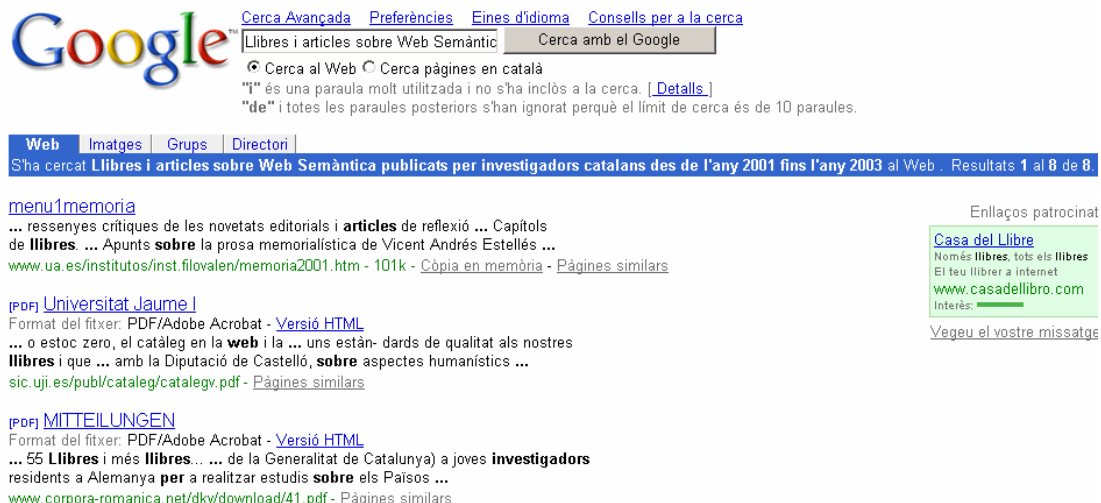 Google™
Cerca Avançada Preferències Eines d'idioma Consells per a la cerca
Llibres i articles sobre Web Semàntic Cerca amb el Google
Cerca al Web Cerca pàgines en català
"i" és una paraula molt utilitzada i no s'ha inclòs a la cerca. [ Detalls ]
"de" i totes les paraules posteriors s'han ignorat perquè el límit de cerca és de 10 paraules.
Web Imatges Grups Directori
S'ha cercat Llibres i articles sobre Web Semàntica publicats per investigadors catalans des de l'any 2001 fins l'any 2003 al Web . Resultats 1 al 8 de 8.
menu1memoria
... ressenyes crítiques de les novetats editorials i articles de reflexió ... Capítols
de llibres. ... Apunts sobre la prosa memorialística de Vicent Andrés Estellés ...
www.ua.es/institutos/inst.filovalen/memoria2001.htm - 101k - Còpia en memòria - Pàgines similars
[PDF] Universitat Jaume I
Format del fitxer: PDF/Adobe Acrobat - Versió HTML
... o estoc zero, el catàleg en la web i la ... uns estàn- dards de qualitat als nostres
llibres i que ... amb la Diputació de Castelló, sobre aspectes humanístics ...
sic.uji.es/publ/cataleg/catalegv.pdf - Pàgines similars
[PDF] MITTEILUNGEN
Format del fitxer: PDF/Adobe Acrobat - Versió HTML
... 55 Llibres i més llibres... ... de la Generalitat de Catalunya) a joves investigadors
residents a Alemanya per a realitzar estudis sobre els Països ...
www.corpora-romanica.net/dkv/download/41.pdf - Pàgines similars
Enllaços patrocinat
Casa del Llibre
Només llibres, tots els llibres
El teu llibrer a internet
www.casadellibro.com
Interès:
Vegeu el vostre missatge